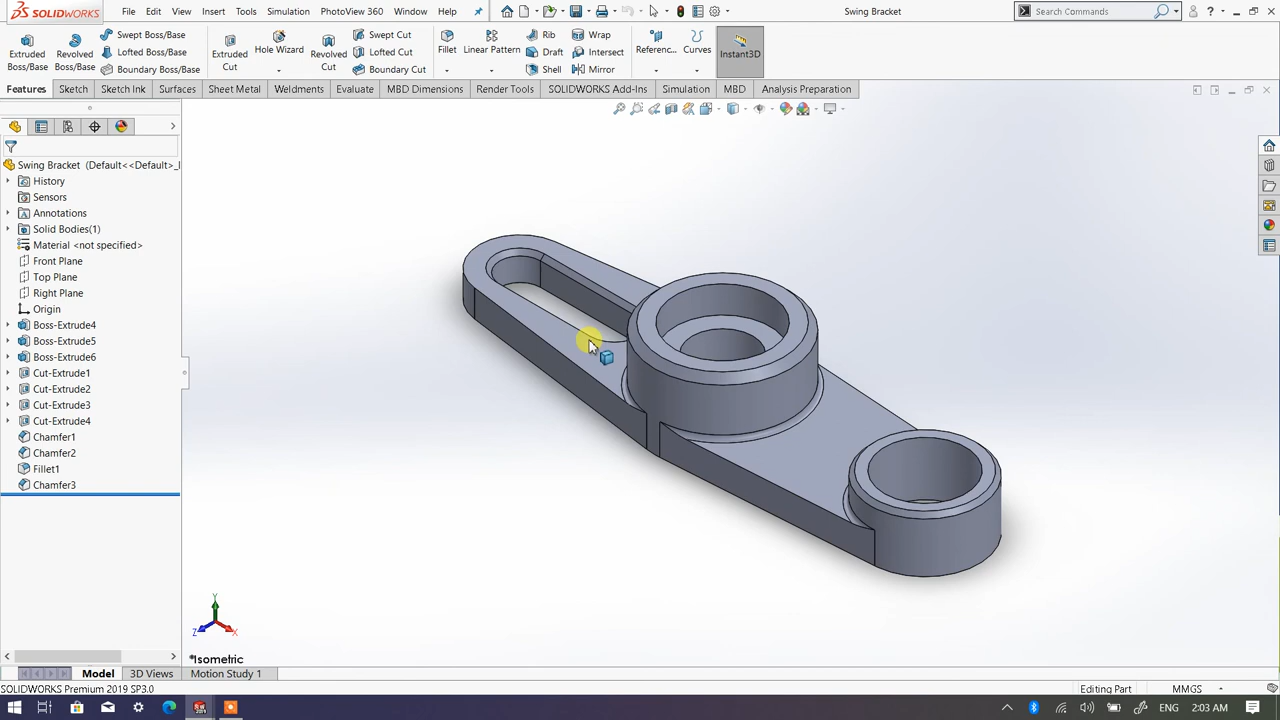 SOLIDWORKS File Edit View Insert Tools Simulation PhotoView 360 Window Help Swing Bracket Search Commands
Extruded Boss/Base
Revolved Boss/Base
Swept Boss/Base
Lofted Boss/Base
Boundary Boss/Base
Extruded Cut
Hole Wizard
Revolved Cut
Swept Cut
Lofted Cut
Boundary Cut
Fillet
Linear Pattern
Rib
Draft
Shell
Wrap
Intersect
Mirror
Referenc...
Curves
Instant3D
Features Sketch Sketch Ink Surfaces Sheet Metal Weldments Evaluate MBD Dimensions Render Tools SOLIDWORKS Add-Ins Simulation MBD Analysis Preparation
Swing Bracket (Default<<Default>_
History
Sensors
Annotations
Solid Bodies(1)
Material <not specified>
Front Plane
Top Plane
Right Plane
Origin
Boss-Extrude4
Boss-Extrude5
Boss-Extrude6
Cut-Extrude1
Cut-Extrude2
Cut-Extrude3
Cut-Extrude4
Chamfer1
Chamfer2
Fillet1
Chamfer3
Y
Z X
*Isometric
Model 3D Views Motion Study 1
SOLIDWORKS Premium 2019 SP3.0 Editing Part MMGS
ENG 2:03 AM